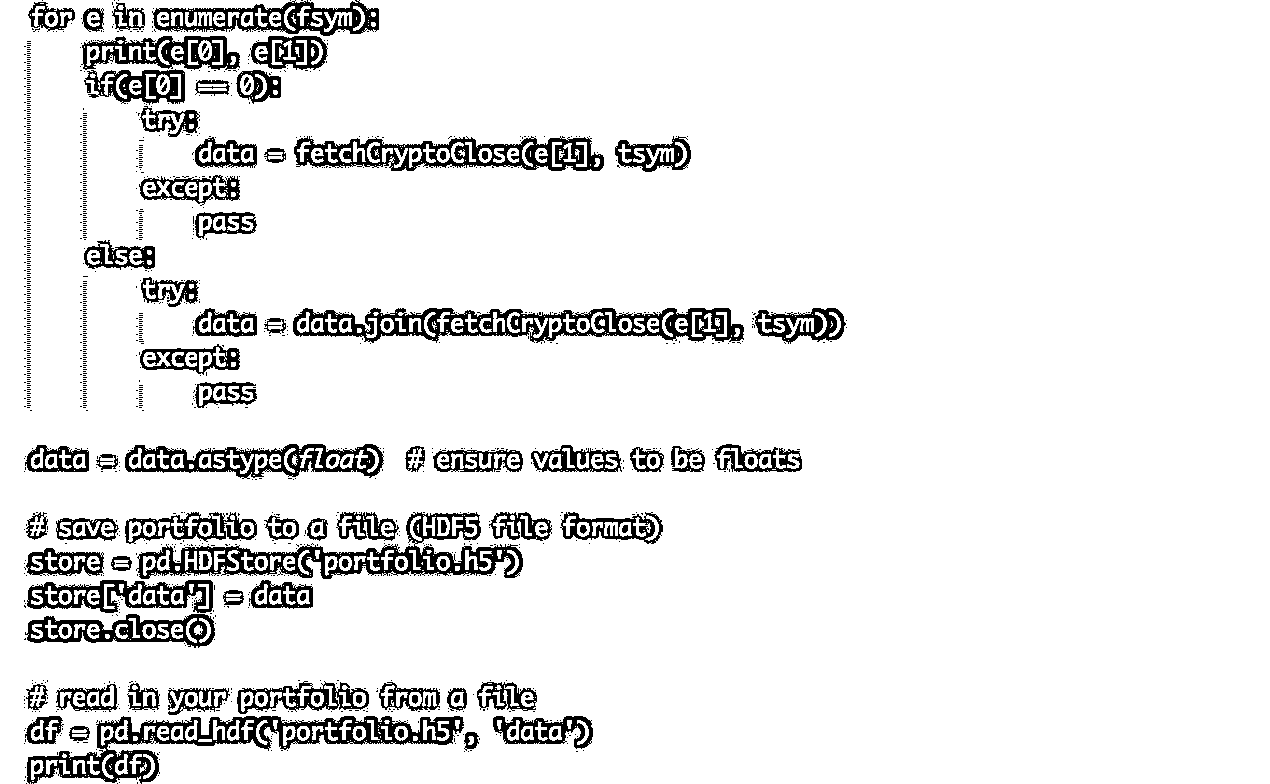 for e in enumerate(fsym):
    print(e[0], e[1])
    if(e[0] == 0):
        try:
            data = fetchCryptoClose(e[1], tsym)
        except:
            pass
    else:
        try:
            data = data.join(fetchCryptoClose(e[1], tsym))
        except:
            pass

data = data.astype(float)  # ensure values to be floats

# save portfolio to a file (HDF5 file format)
store = pd.HDFStore('portfolio.h5')
store['data'] = data
store.close()

# read in your portfolio from a file
df = pd.read_hdf('portfolio.h5', 'data')
print(df)